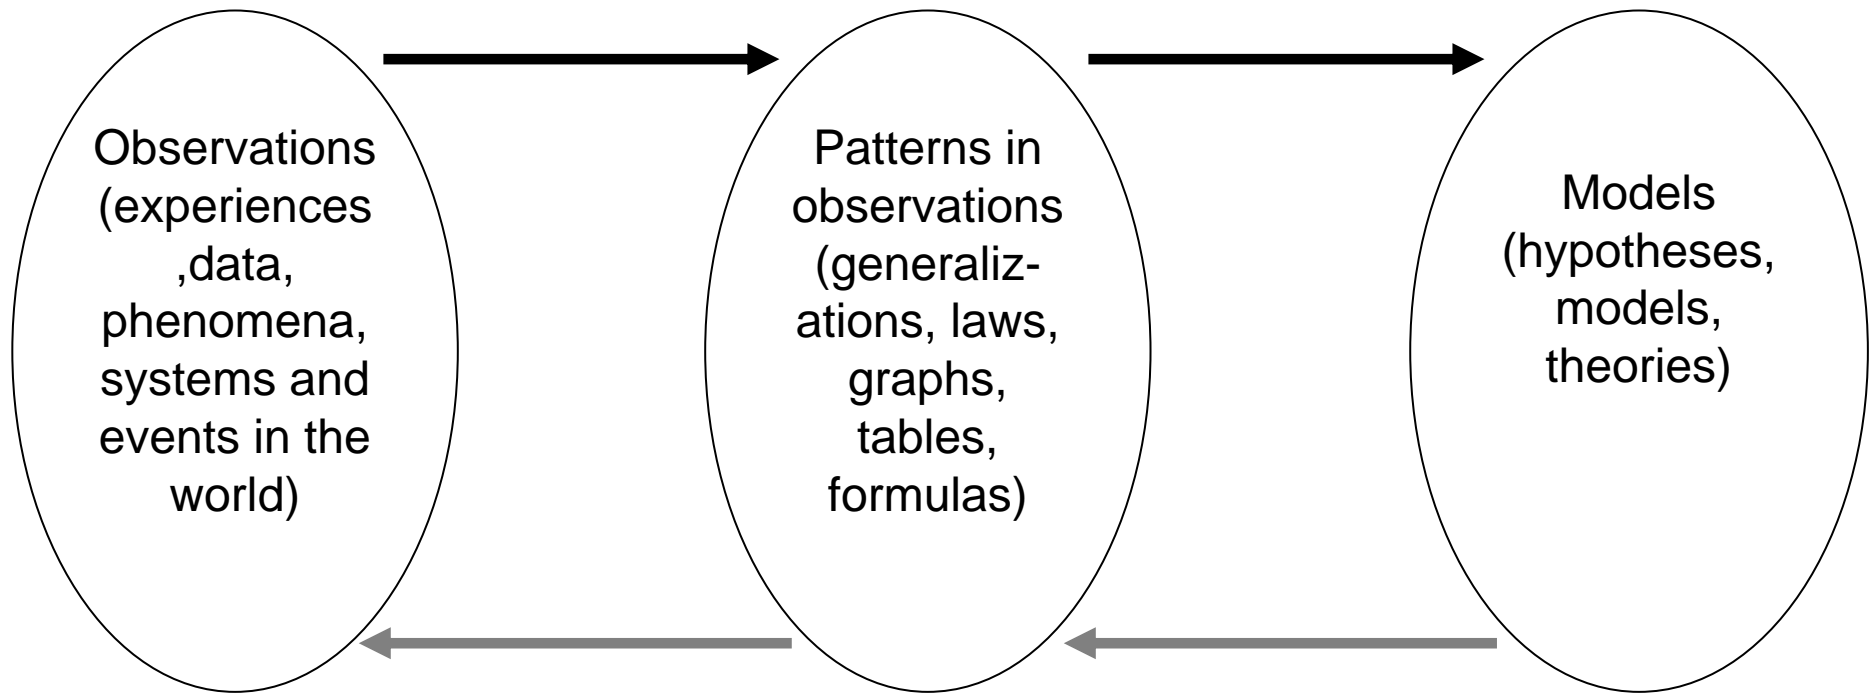 Observations
(experiences
,data,
phenomena,
systems and
events in the
world)
Patterns in
observations
(generaliz-
ations, laws,
graphs,
tables,
formulas)
Models
(hypotheses,
models,
theories)